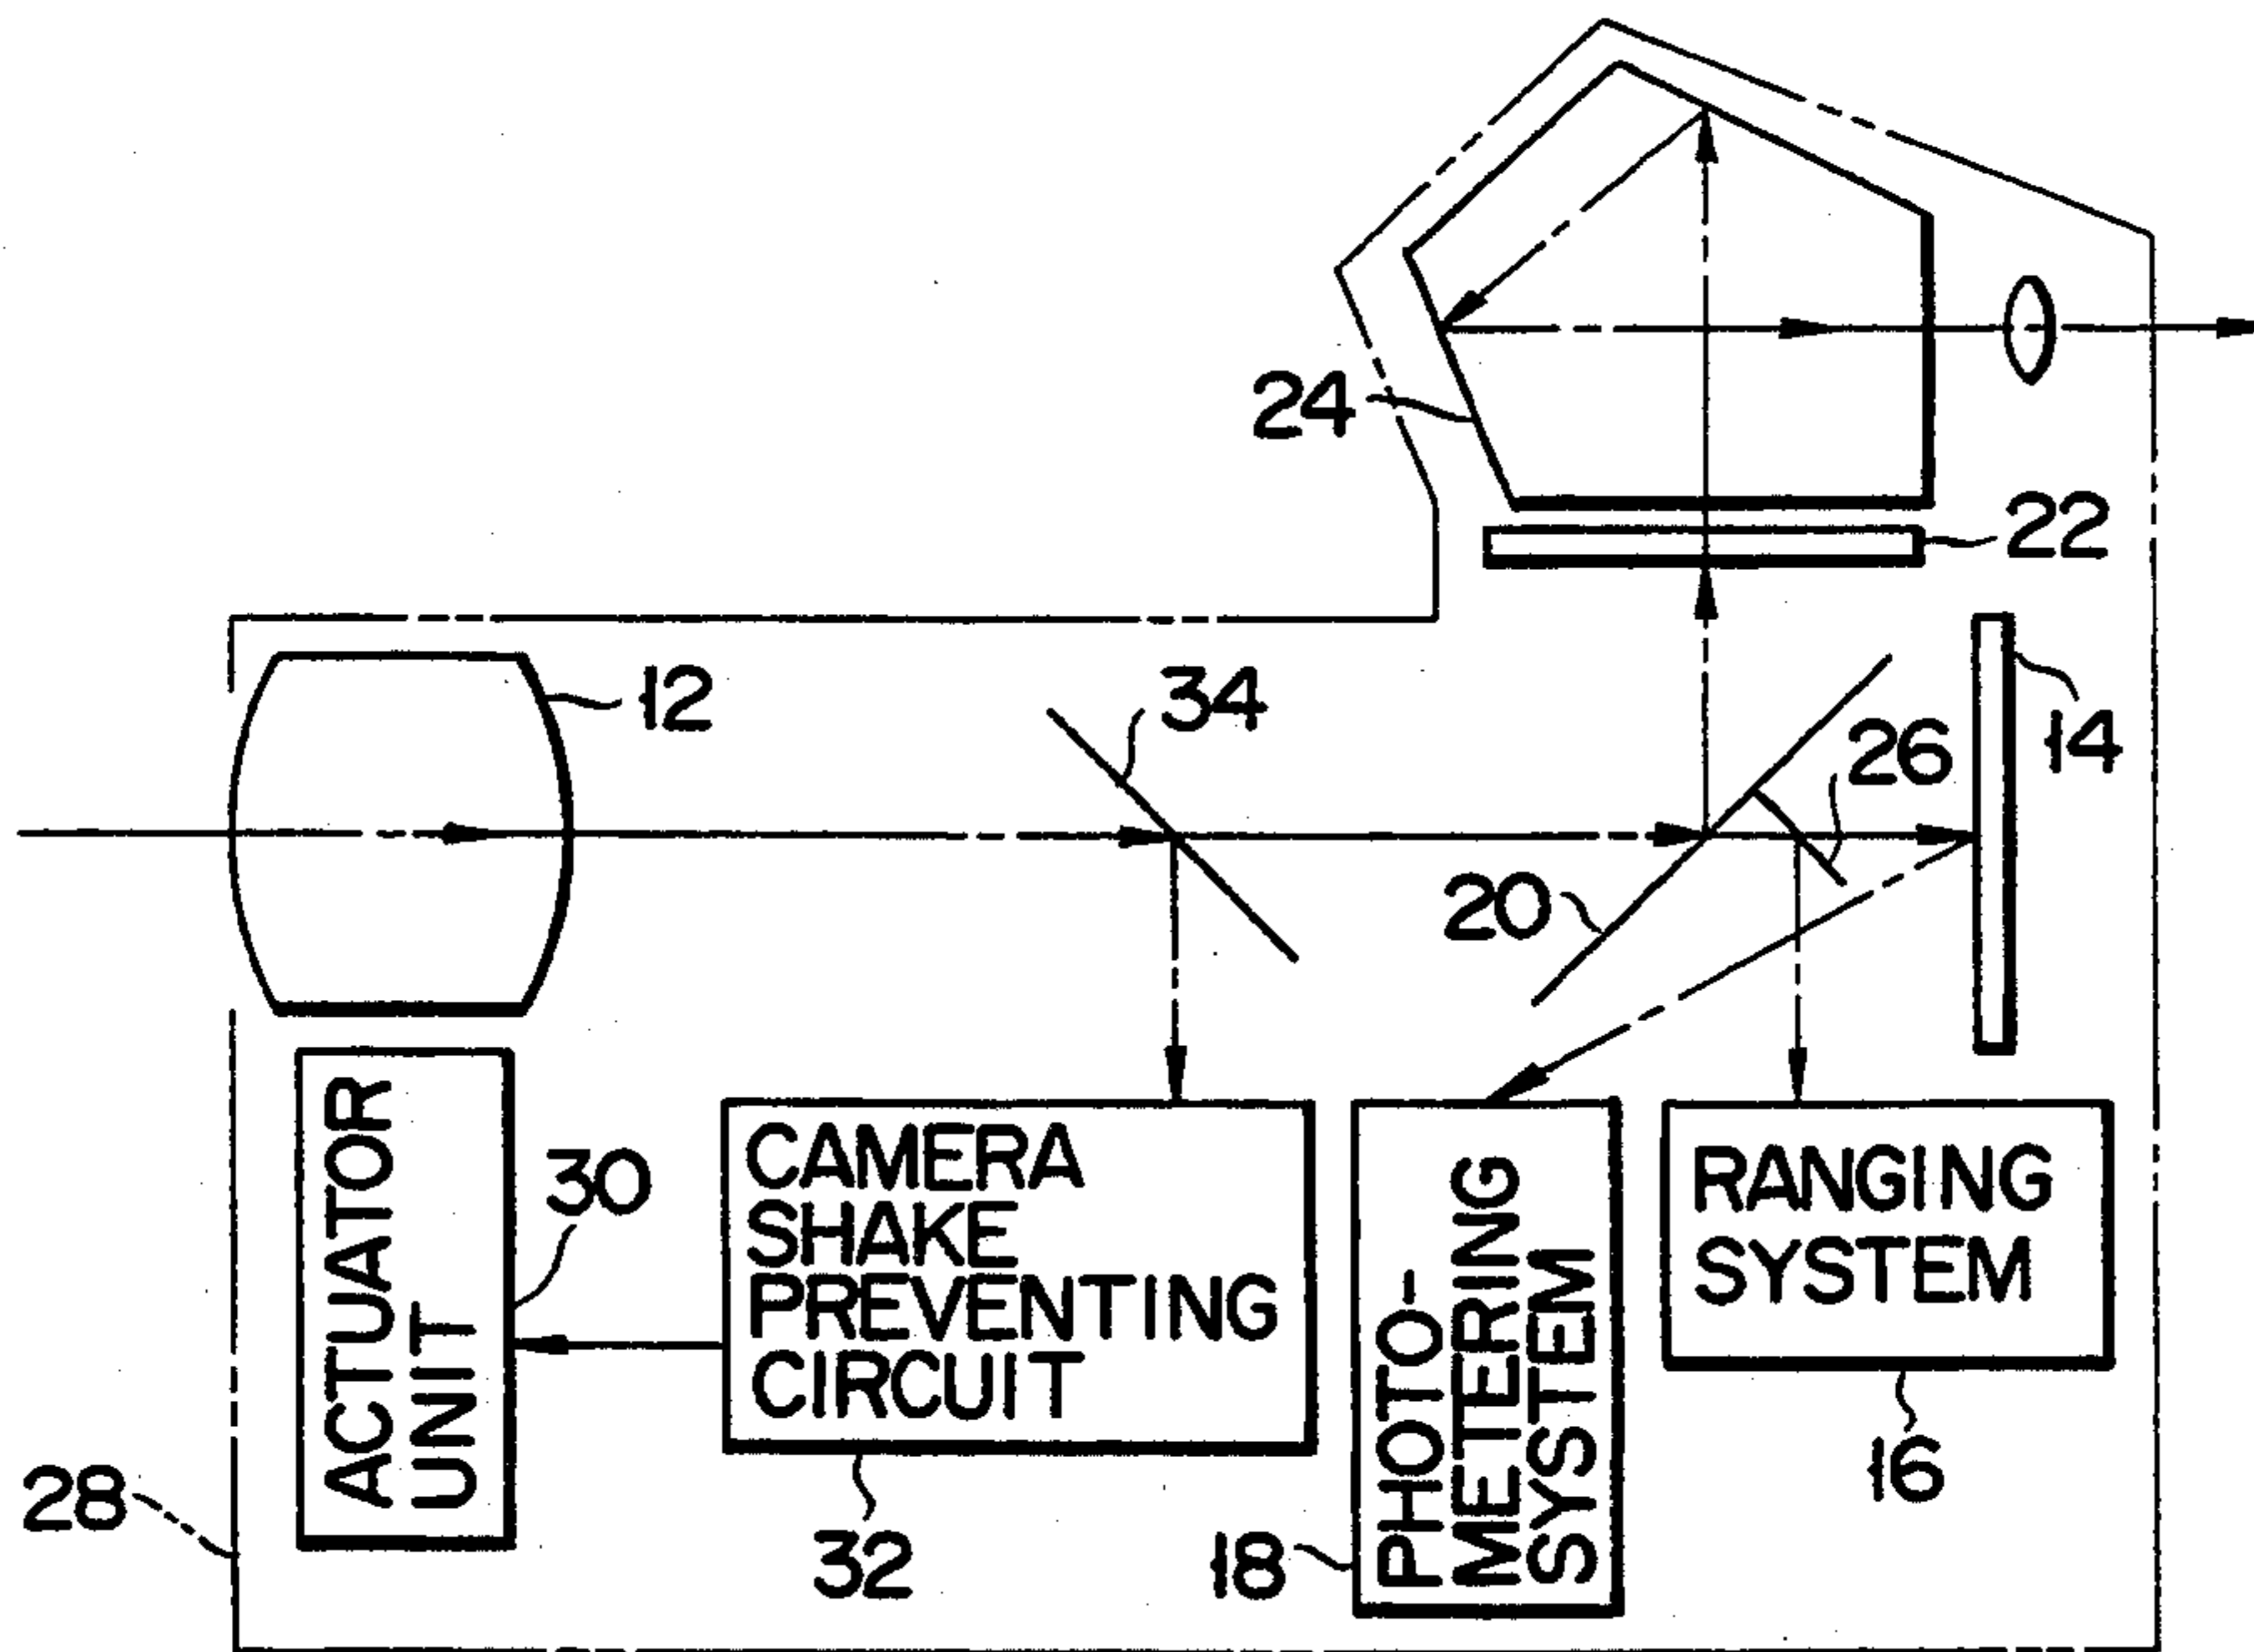 24
22
12
34
14
26
20
ACTUATOR
UNIT
30
CAMERA
SHAKE
PREVENTING
CIRCUIT
PHOTO-
METERING
SYSTEM
RANGING
SYSTEM
28
32
18
16